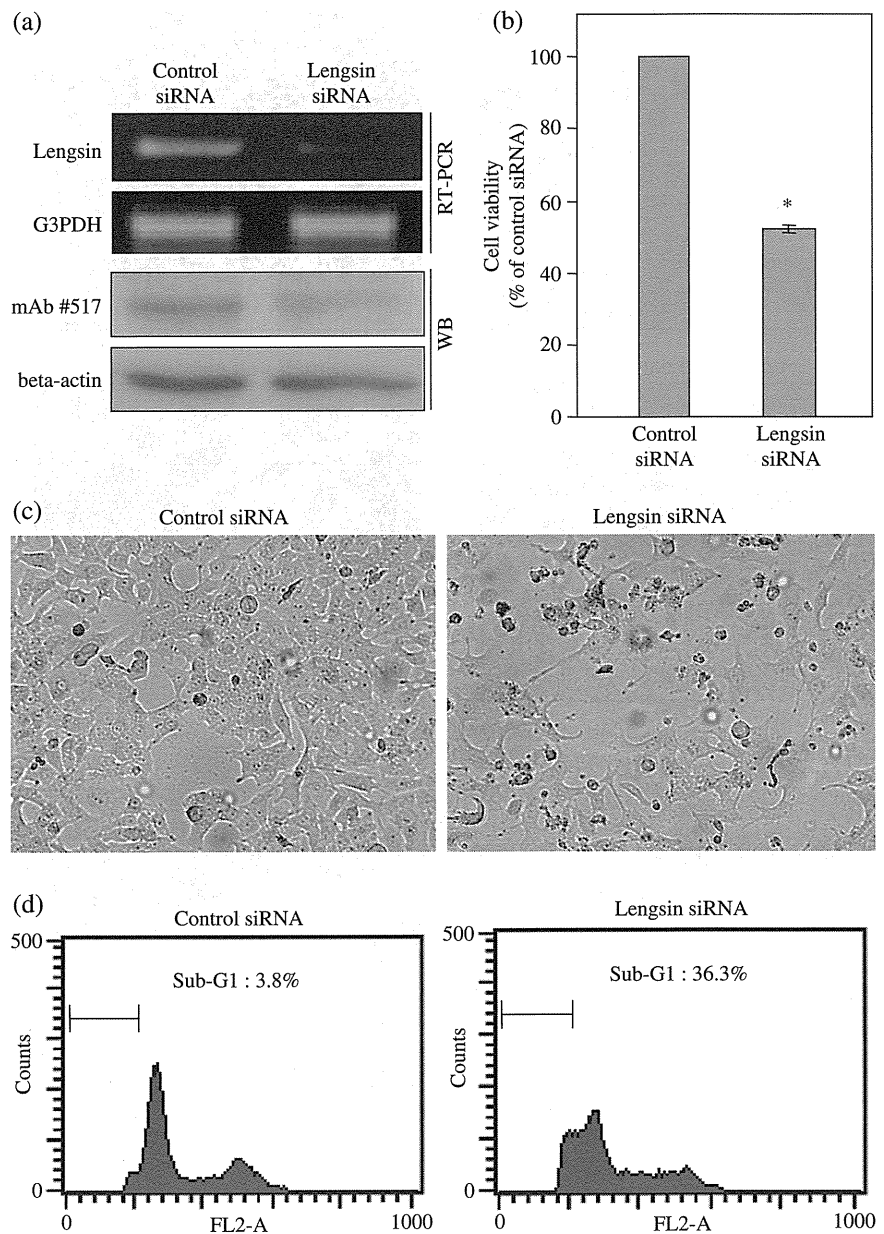 (a)
Control
siRNA
Lengsin
siRNA
Lengsin
G3PDH
RT-PCR
mAb #517
beta-actin
WB
(b)
Cell viability
(% of control siRNA)
100
80
60
40
20
0
*
Control
siRNA
Lengsin
siRNA
(c)
Control siRNA
Lengsin siRNA
(d)
Control siRNA
500
Sub-G1 : 3.8%
Counts
0
0
FL2-A
1000
Lengsin siRNA
500
Sub-G1 : 36.3%
Counts
0
0
FL2-A
1000